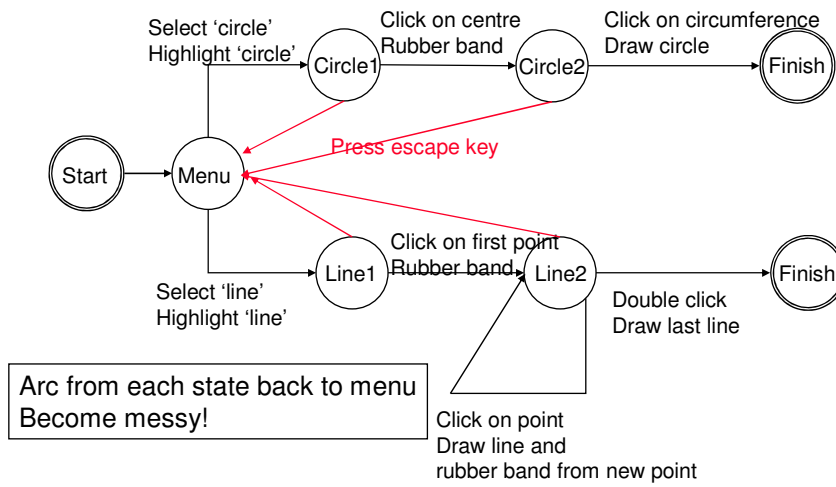 Select ‘circle’
Highlight ‘circle’
Click on centre
Rubber band
Click on circumference
Draw circle
Circle1
Circle2
Finish
Press escape key
Start
Menu
Click on first point
Rubber band
Line1
Line2
Finish
Select ‘line’
Highlight ‘line’
Double click
Draw last line
Arc from each state back to menu
Become messy!
Click on point
Draw line and
rubber band from new point